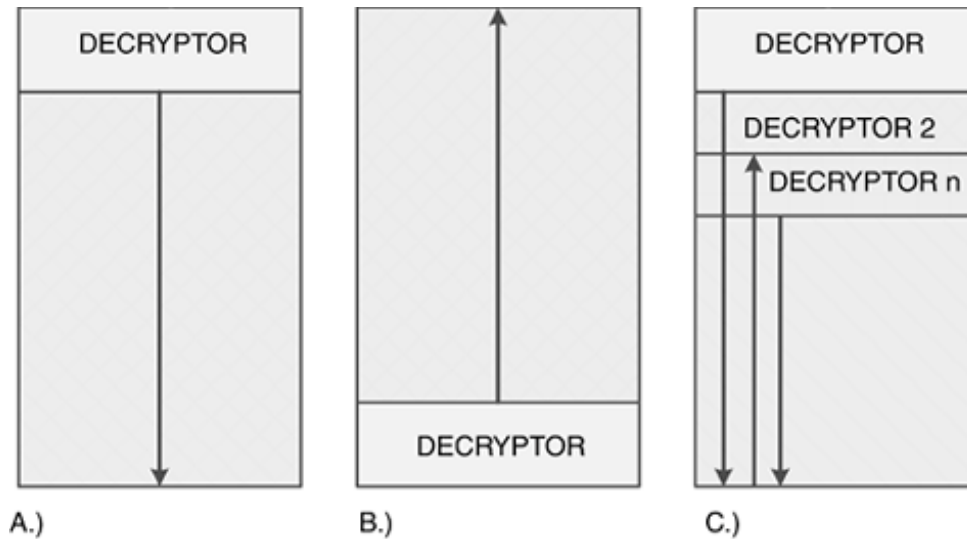 DECRYPTOR
DECRYPTOR
A.)
B.)
DECRYPTOR
DECRYPTOR 2
DECRYPTOR n
C.)